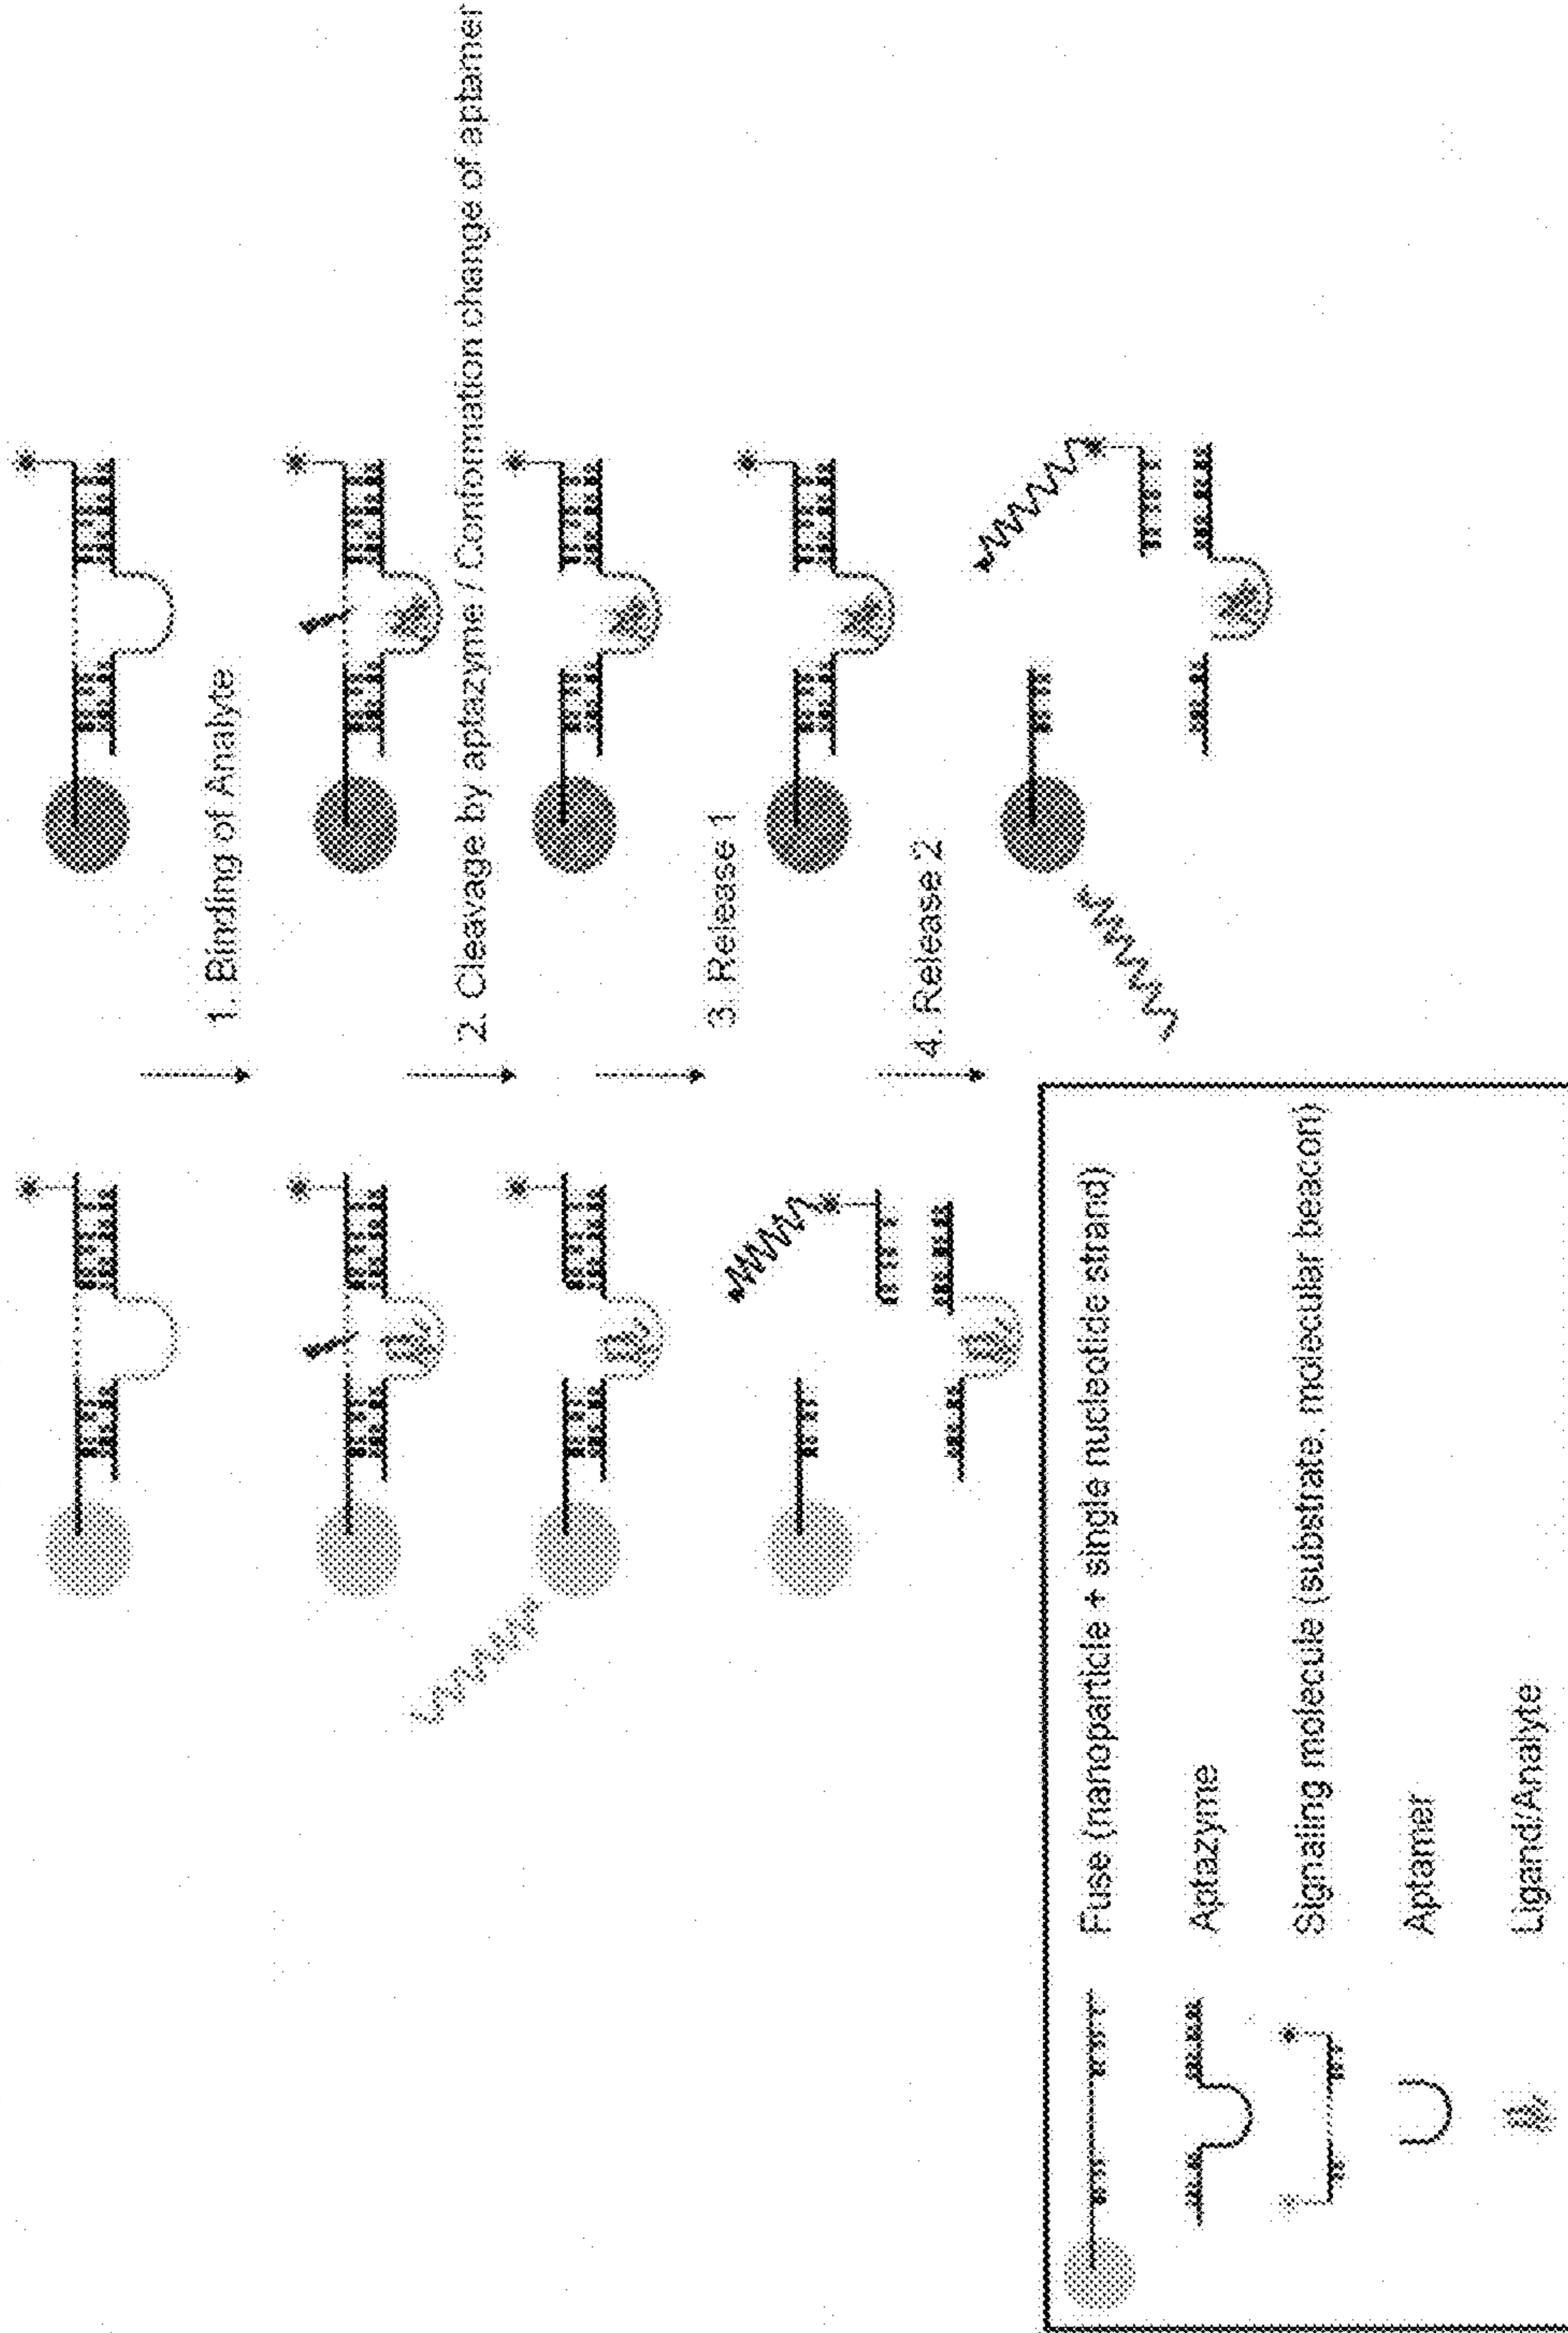 1. Binding of Analyte
2. Cleavage by aptazyme / Conformation change of aptamer
3. Release 1
4. Release 2
Fuse (nanoparticle + single nucleotide strand)
Aptazyme
Signaling molecule (substrate, molecular beacon)
Aptamer
Ligand/Analyte